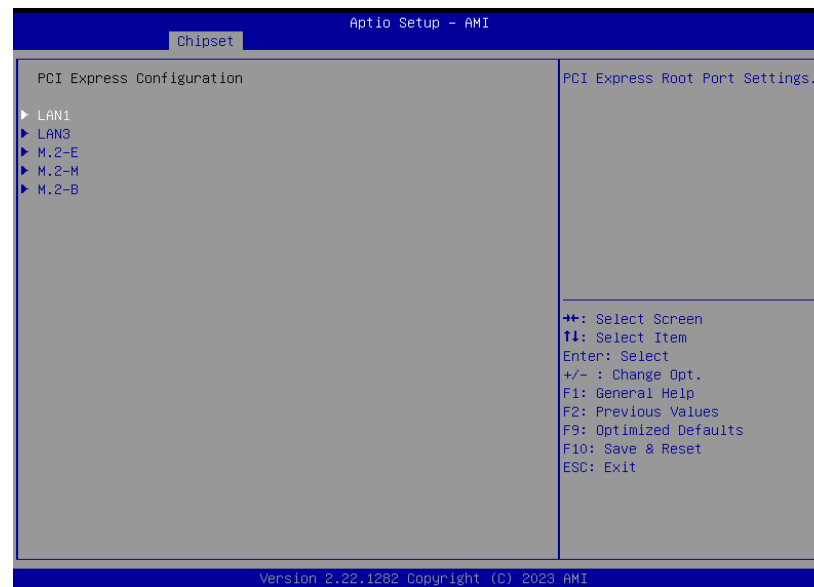 Aptio Setup – AMI
Chipset
PCI Express Configuration
▶ LAN1
▶ LAN3
▶ M.2-E
▶ M.2-M
▶ M.2-B
PCI Express Root Port Settings.
→←: Select Screen
↑↓: Select Item
Enter: Select
+/- : Change Opt.
F1: General Help
F2: Previous Values
F9: Optimized Defaults
F10: Save & Reset
ESC: Exit
Version 2.22.1282 Copyright (C) 2023 AMI